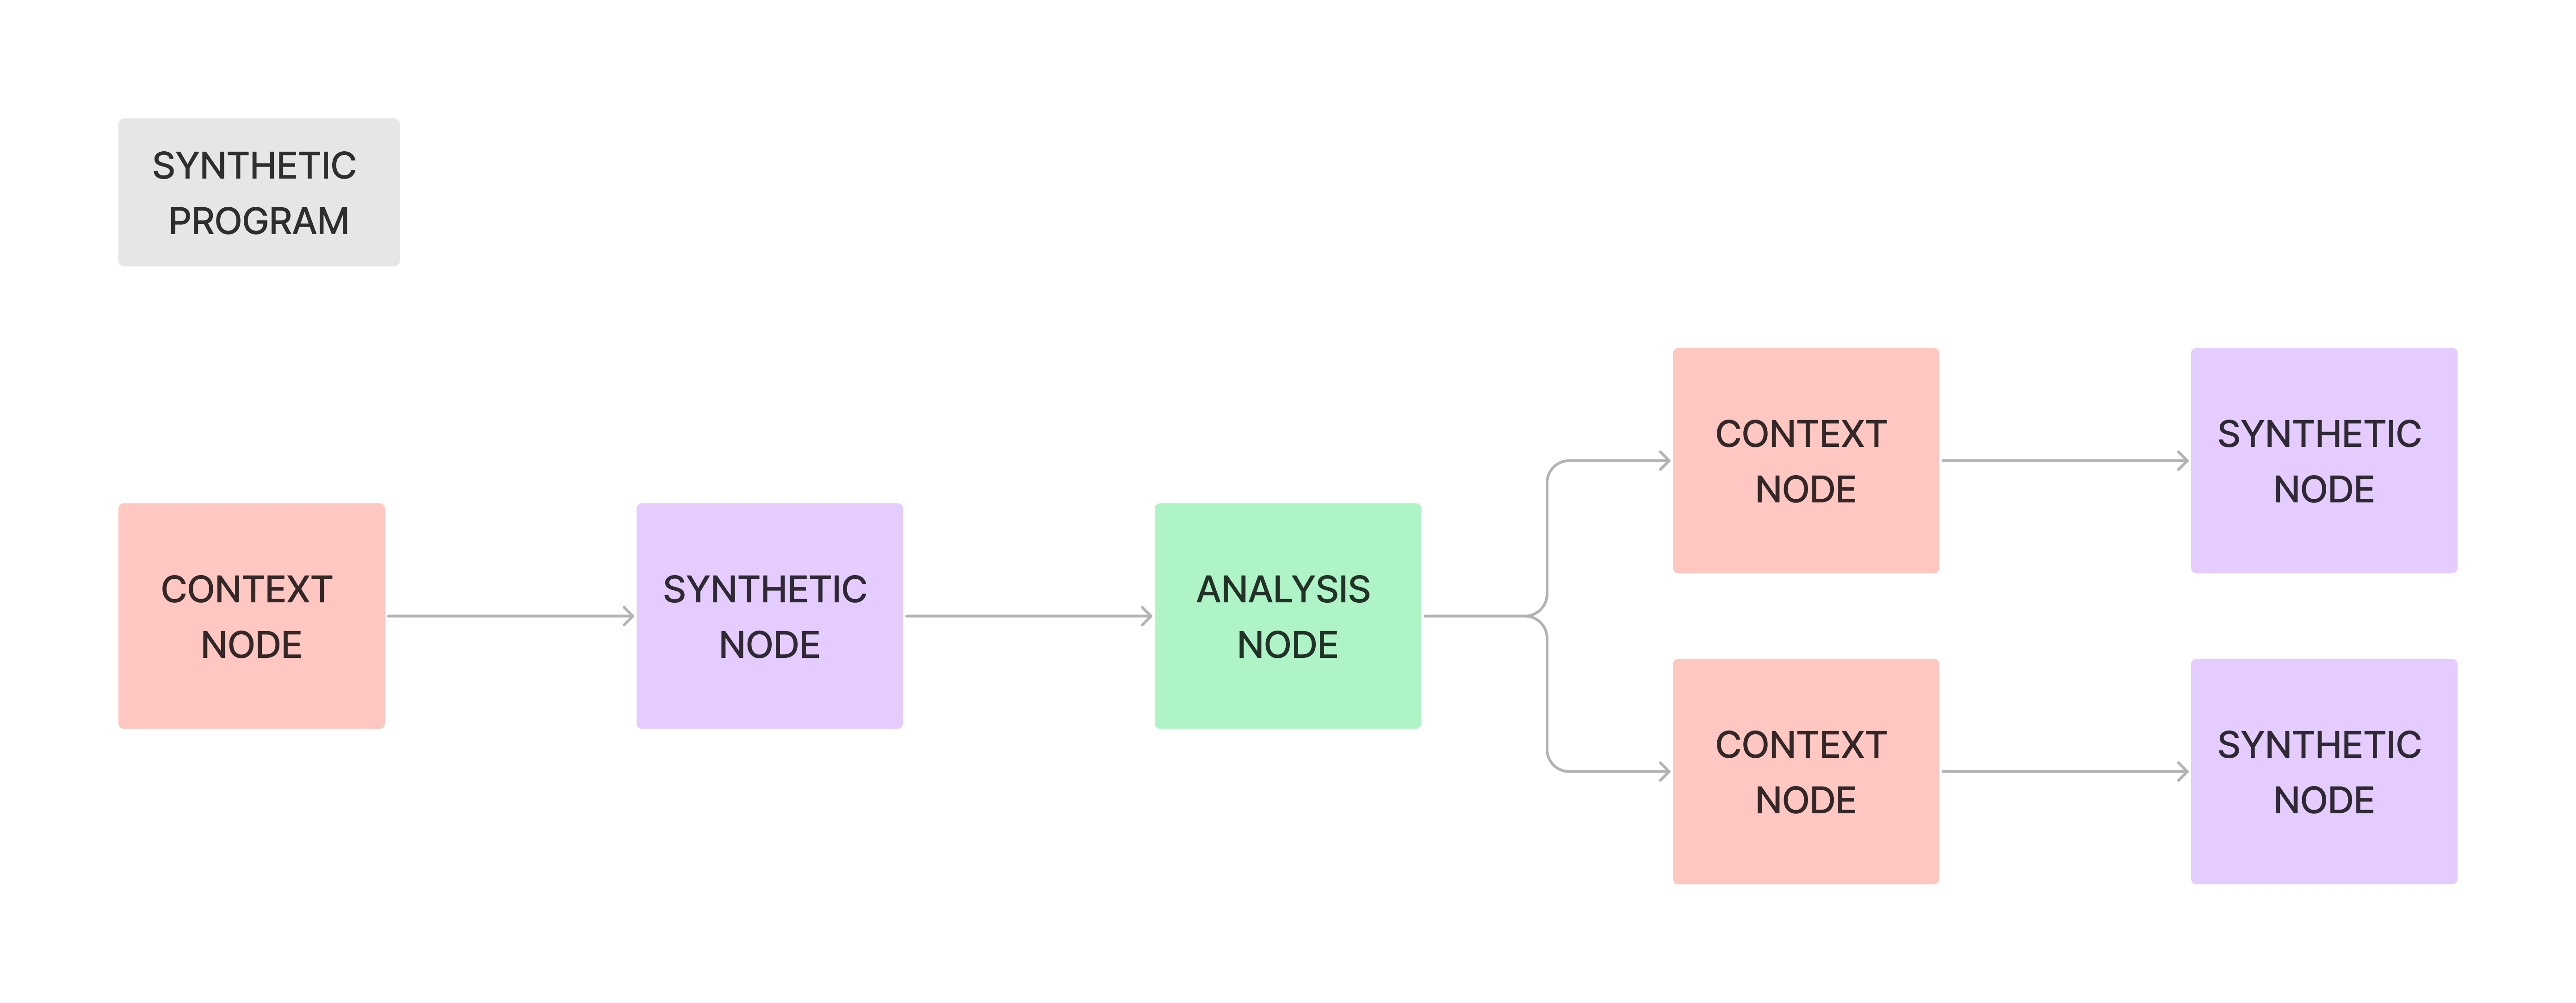 SYNTHETIC
PROGRAM
CONTEXT
NODE
SYNTHETIC
NODE
ANALYSIS
NODE
CONTEXT
NODE
SYNTHETIC
NODE
CONTEXT
NODE
SYNTHETIC
NODE